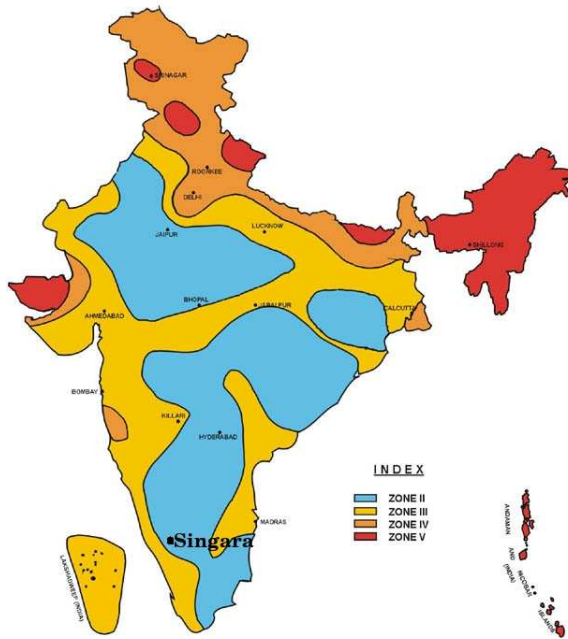 SRINAGAR
ROORKEE
DELHI
JAIPUR
LUCKNOW
SHILLONG
BHOPAL
JABALPUR
AHMEDABAD
CALCUTTA
BOMBAY
KILLARI
HYDERABAD
INDEX
ZONE II
ZONE III
ZONE IV
ZONE V
MADRAS
Singara
LAKSHADWEEP (INDIA)
ANDAMAN
AND NICOBAR
(INDIA)
ISLANDS